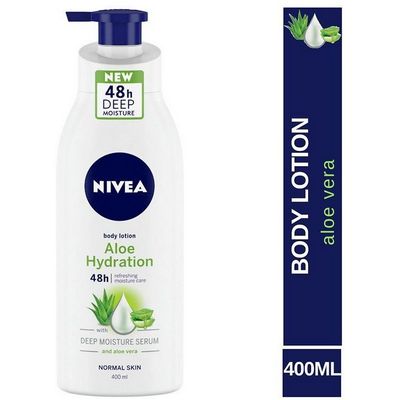 NEW
48h
DEEP
MOISTURE
NIVEA
body lotion
Aloe
Hydration
48h refreshing
moisture care
with
DEEP MOISTURE SERUM
and aloe vera
NORMAL SKIN
400 ml
BODY LOTION
aloe vera
400ML